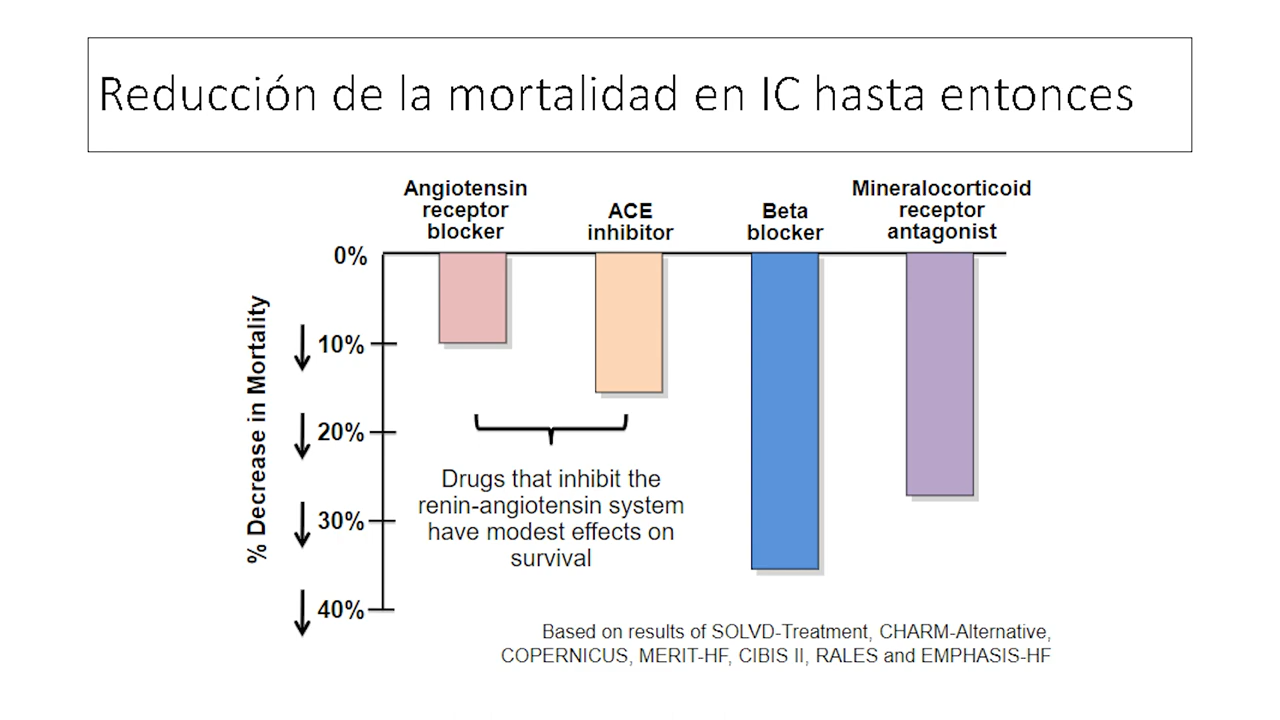 Reducción de la mortalidad en IC hasta entonces
Angiotensin
receptor
blocker
ACE
inhibitor
Beta
blocker
Mineralocorticoid
receptor
antagonist
0%
10%
20%
30%
40%
% Decrease in Mortality
Drugs that inhibit the
renin-angiotensin system
have modest effects on
survival
Based on results of SOLVD-Treatment, CHARM-Alternative,
COPERNICUS, MERIT-HF, CIBIS II, RALES and EMPHASIS-HF